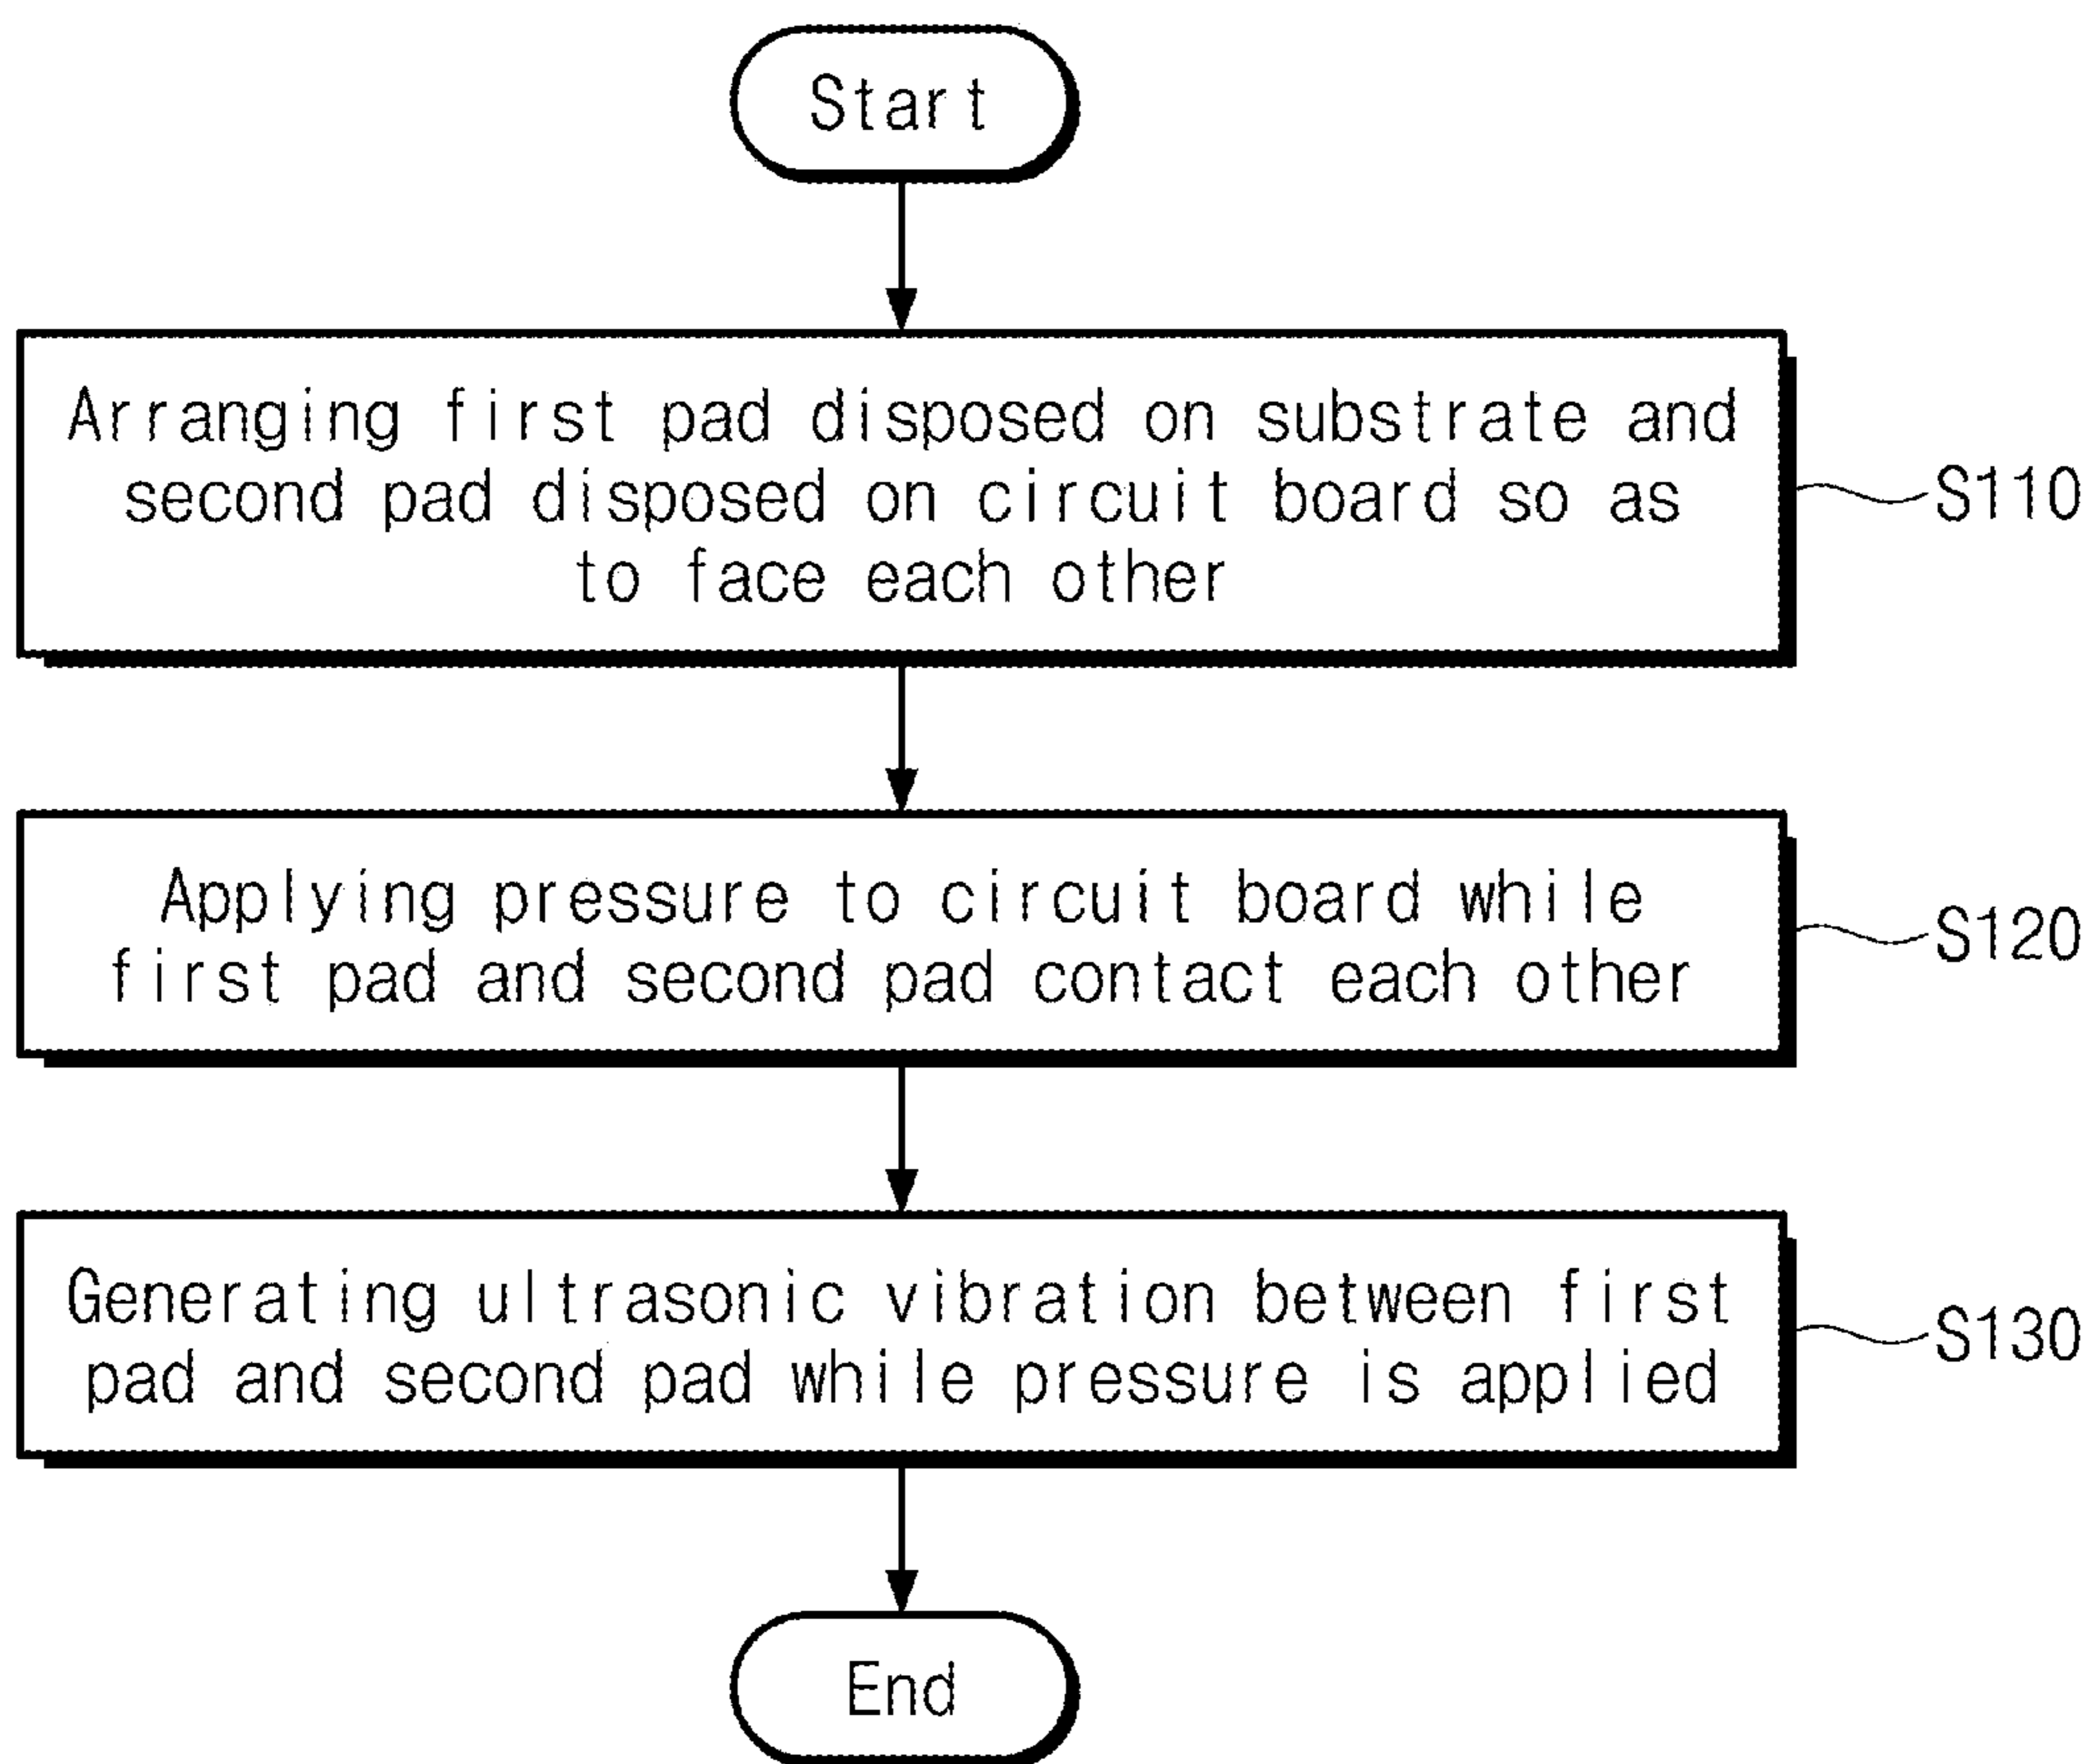 Start
Arranging first pad disposed on substrate and
second pad disposed on circuit board so as
to face each other
S110
Applying pressure to circuit board while
first pad and second pad contact each other
S120
Generating ultrasonic vibration between first
pad and second pad while pressure is applied
S130
End